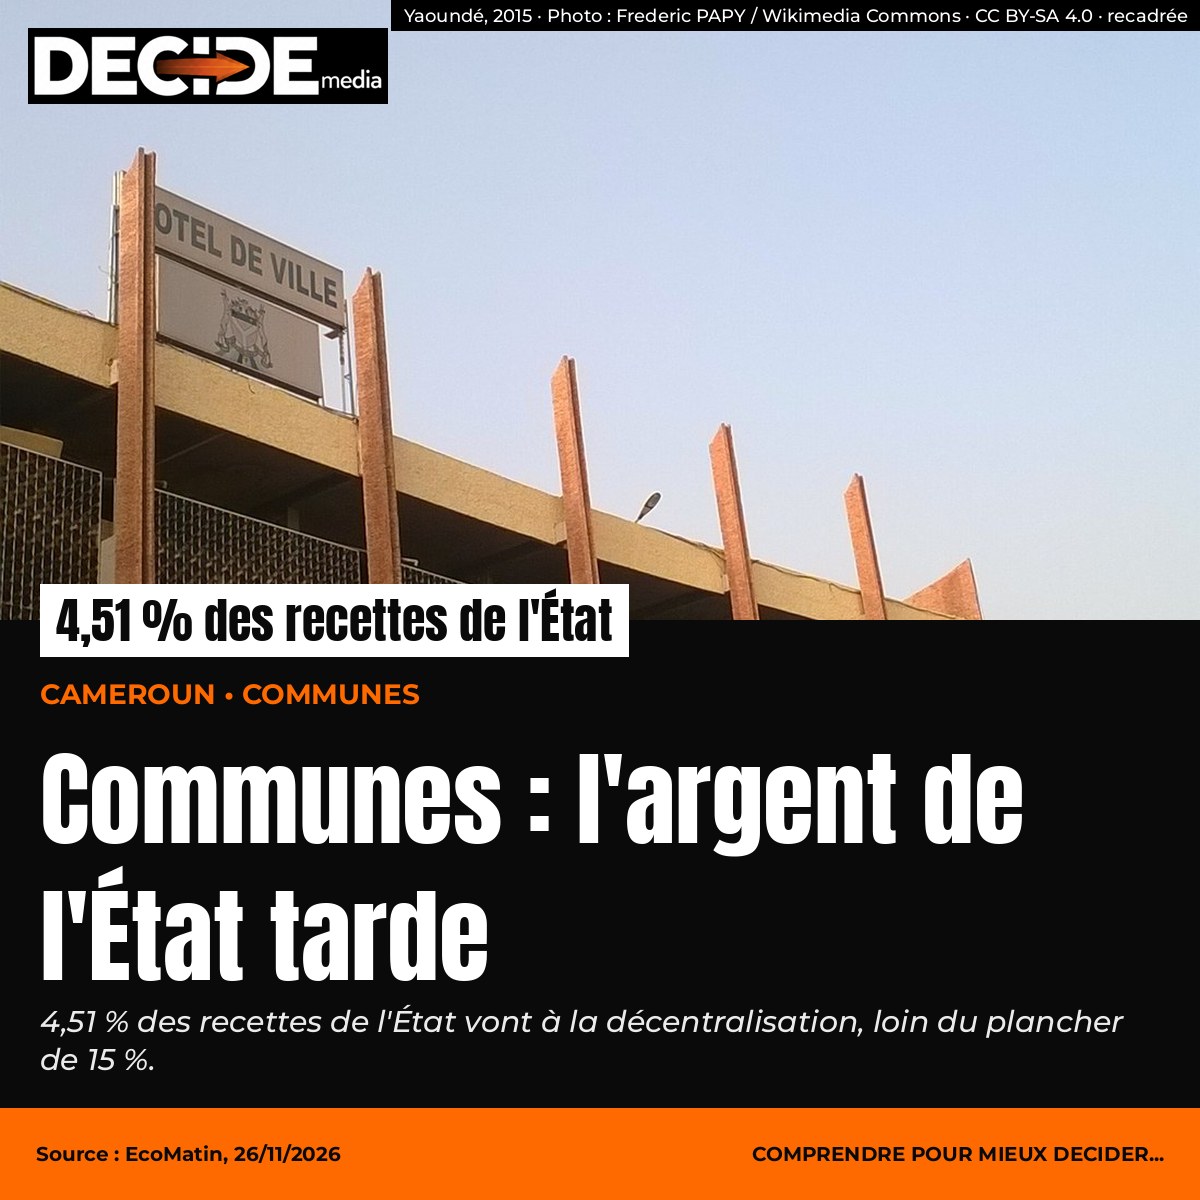 Yaoundé, 2015 · Photo : Frederic PAPY / Wikimedia Commons · CC BY-SA 4.0 · recadrée
DECIDE media
OTEL DE VILLE
4,51 % des recettes de l'État
CAMEROUN • COMMUNES
Communes : l'argent de
l'État tarde
4,51 % des recettes de l'État vont à la décentralisation, loin du plancher
de 15 %.
Source : EcoMatin, 26/11/2026
COMPRENDRE POUR MIEUX DECIDER...